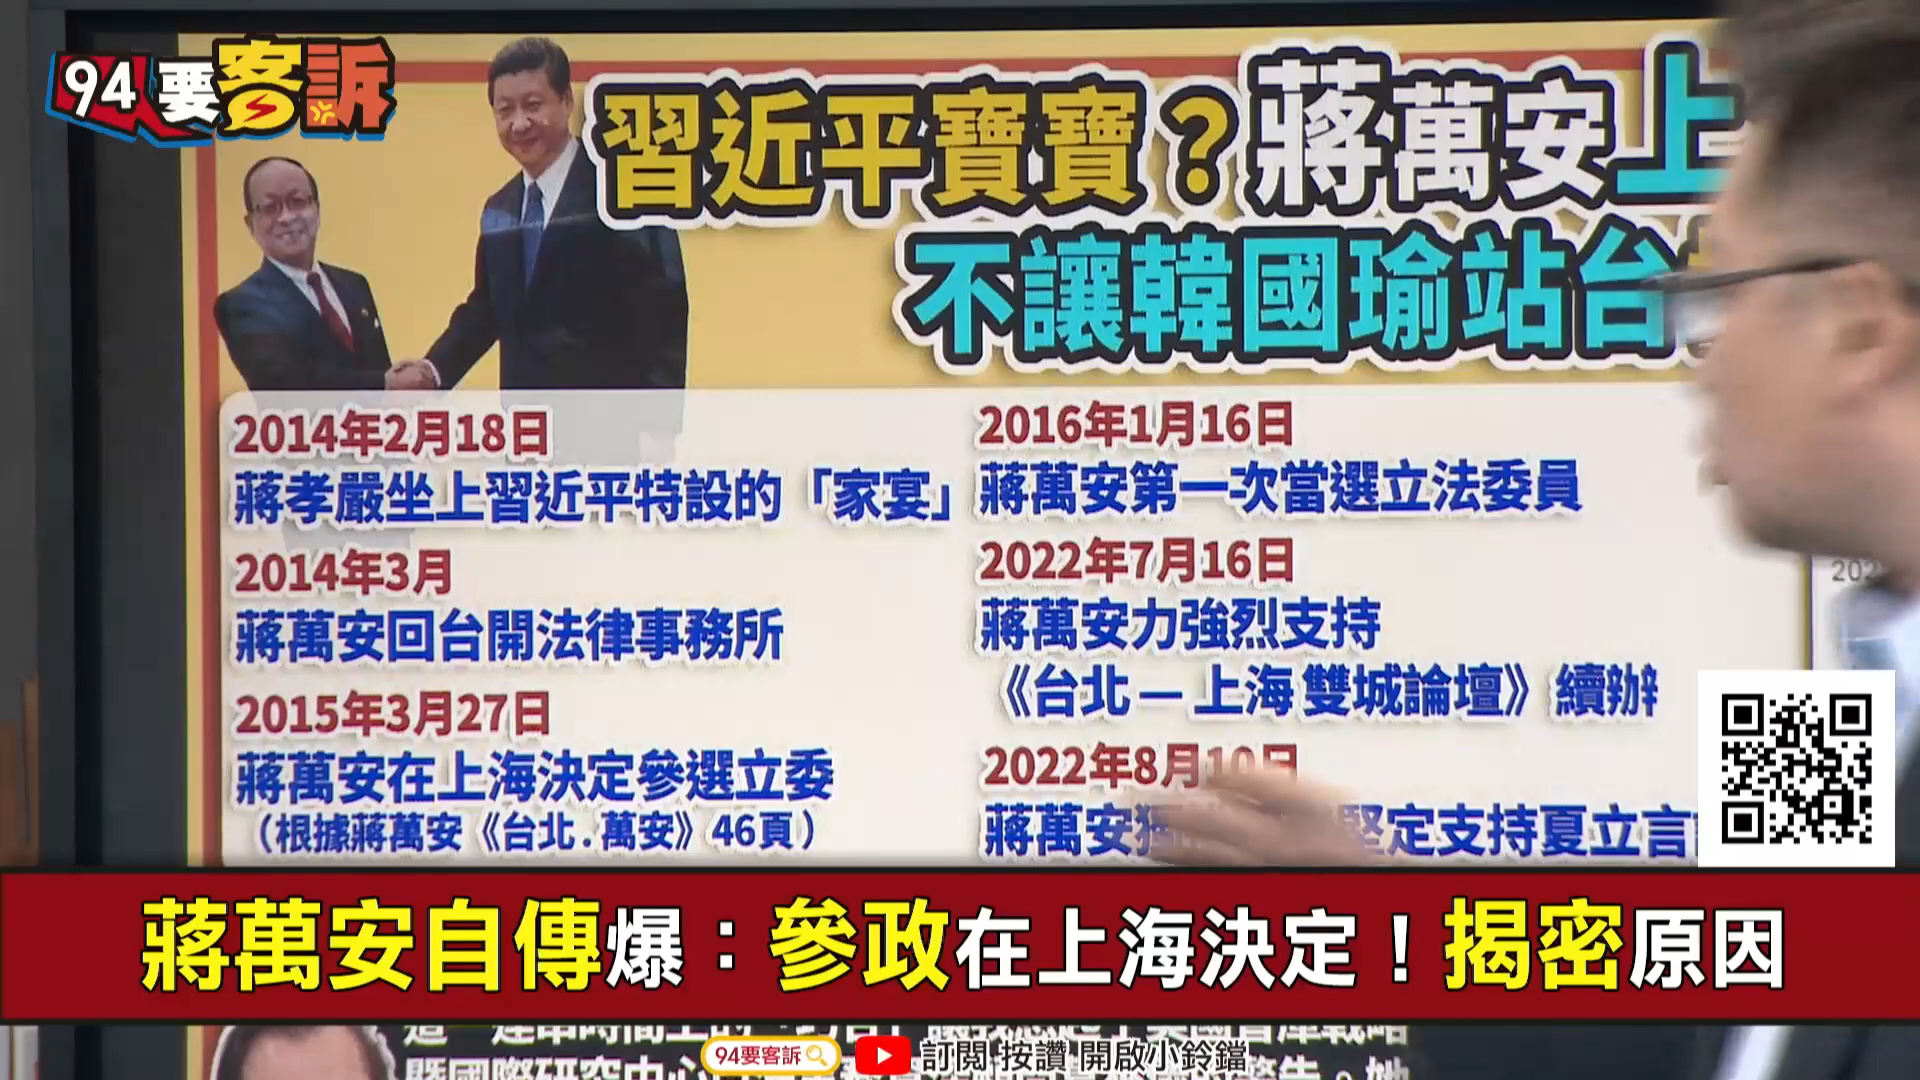 94要客訴
習近平寶寶？蔣萬安上
不讓韓國瑜站台
2014年2月18日
蔣孝嚴坐上習近平特設的「家宴」
2014年3月
蔣萬安回台開法律事務所
2015年3月27日
蔣萬安在上海決定參選立委
（根據蔣萬安《台北.萬安》46頁）
2016年1月16日
蔣萬安第一次當選立法委員
2022年7月16日
蔣萬安力強烈支持
《台北 — 上海 雙城論壇》續辦
2022年8月10日
蔣萬安 堅定支持夏立言
202
蔣萬安自傳爆：參政在上海決定！揭密原因
94要客訴
訂閱 按讚 開啟小鈴鐺